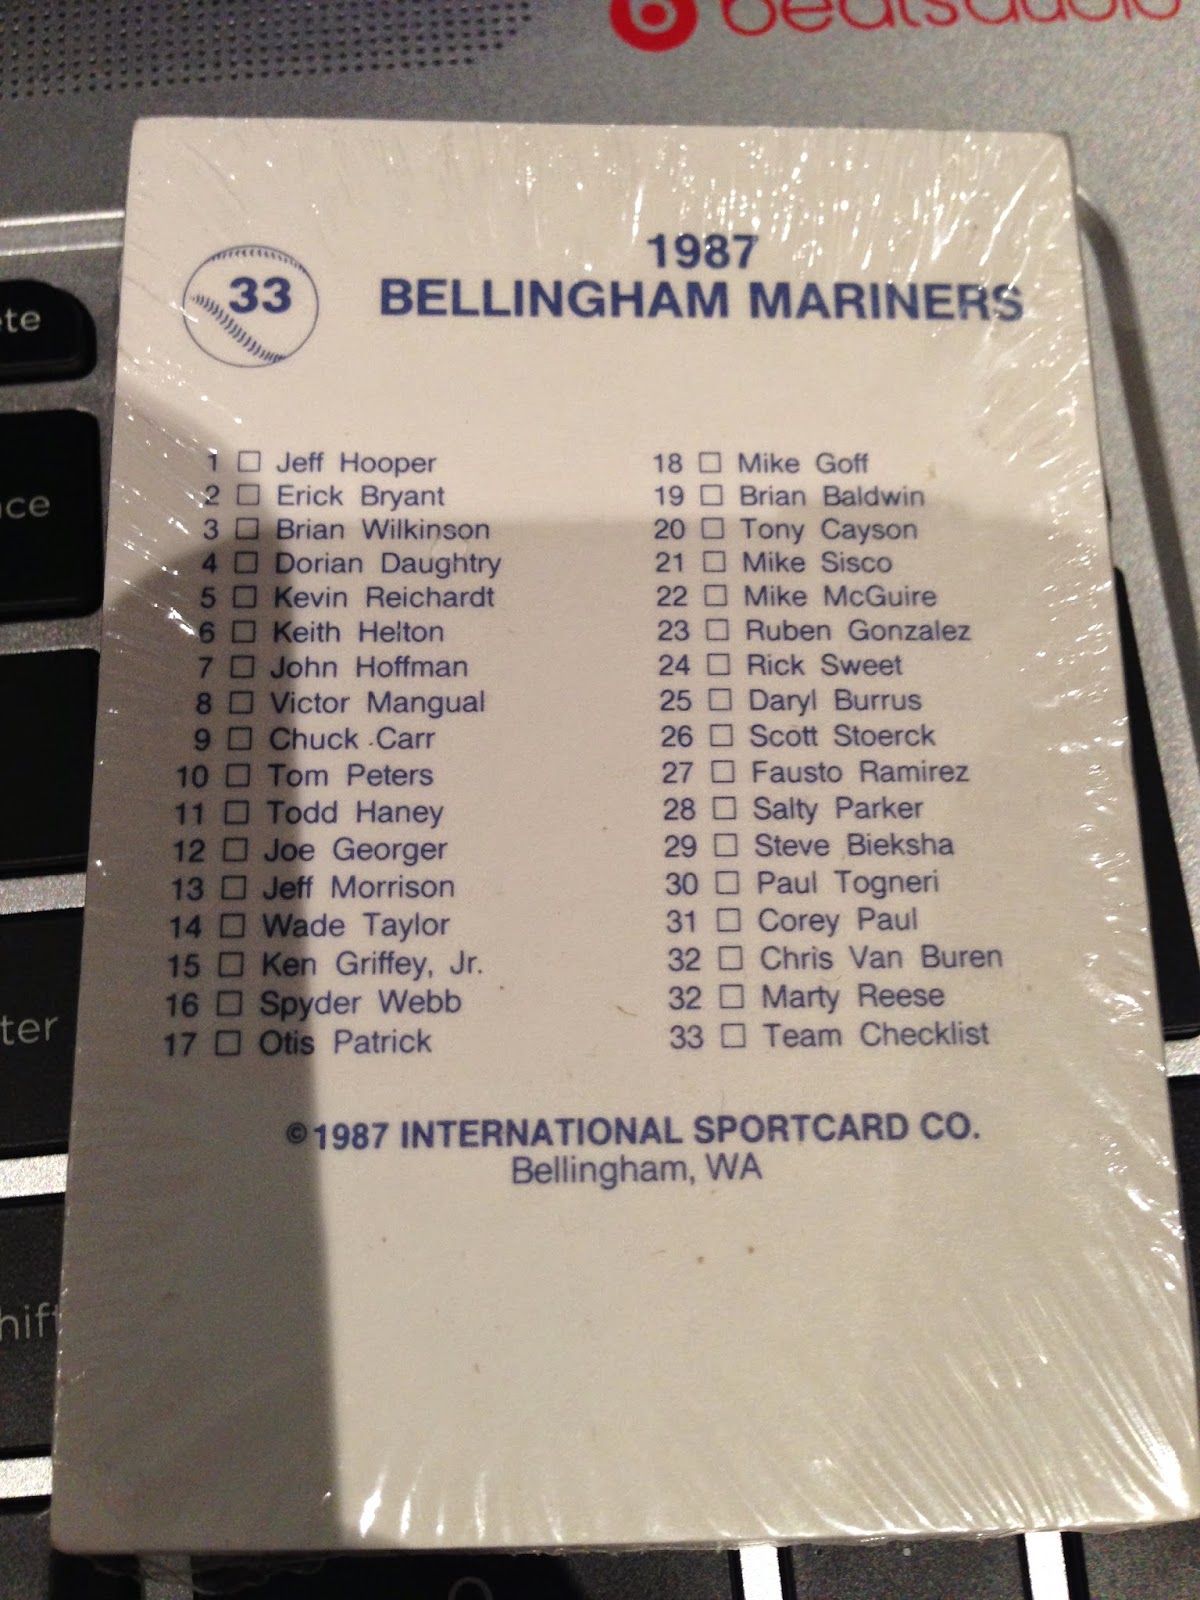 beatsaudio
33
1987
BELLINGHAM MARINERS
1 ☐ Jeff Hooper
2 ☐ Erick Bryant
3 ☐ Brian Wilkinson
4 ☐ Dorian Daughtry
5 ☐ Kevin Reichardt
6 ☐ Keith Helton
7 ☐ John Hoffman
8 ☐ Victor Mangual
9 ☐ Chuck Carr
10 ☐ Tom Peters
11 ☐ Todd Haney
12 ☐ Joe Georger
13 ☐ Jeff Morrison
14 ☐ Wade Taylor
15 ☐ Ken Griffey, Jr.
16 ☐ Spyder Webb
17 ☐ Otis Patrick
18 ☐ Mike Goff
19 ☐ Brian Baldwin
20 ☐ Tony Cayson
21 ☐ Mike Sisco
22 ☐ Mike McGuire
23 ☐ Ruben Gonzalez
24 ☐ Rick Sweet
25 ☐ Daryl Burrus
26 ☐ Scott Stoerck
27 ☐ Fausto Ramirez
28 ☐ Salty Parker
29 ☐ Steve Bieksha
30 ☐ Paul Togneri
31 ☐ Corey Paul
32 ☐ Chris Van Buren
32 ☐ Marty Reese
33 ☐ Team Checklist
©1987 INTERNATIONAL SPORTCARD CO.
Bellingham, WA
ete
ace
ter
hift